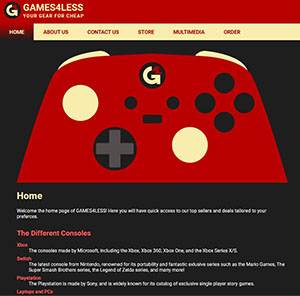 GAMES4LESS
YOUR GEAR FOR CHEAP
HOME ABOUT US CONTACT US STORE MULTIMEDIA ORDER
G
Home
Welcome the home page of GAMES4LESS! Here you will have quick access to our top sellers and deals tailored to your
prefereces.
The Different Consoles
Xbox
The consoles made by Microsoft, including the Xbox, Xbox 360, Xbox One, and the Xbox Series X/S.
Switch
The latest console from Nintendo, renowned for its portability and fantastic exlusive series such as the Mario Games, The
Super Smash Brothers series, the Legend of Zelda series, and many more!
Playstation
The Playstation is made by Sony, and is widely known for its catalog of exclusive single player story games.
Laptops and PCs